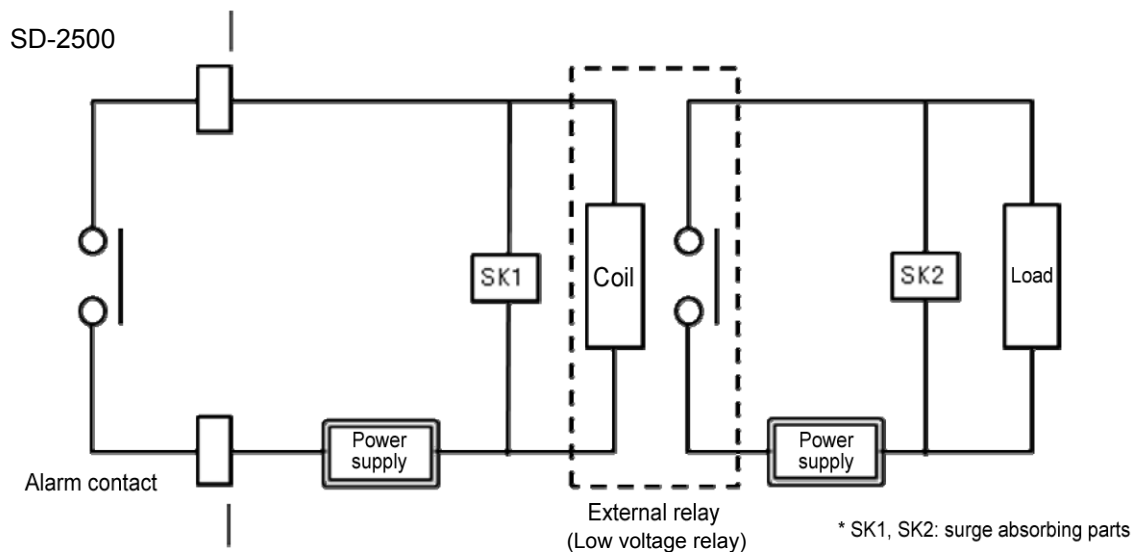 SD-2500
SK1
Coil
SK2
Load
Power
supply
Power
supply
Alarm contact
External relay
(Low voltage relay)
* SK1, SK2: surge absorbing parts